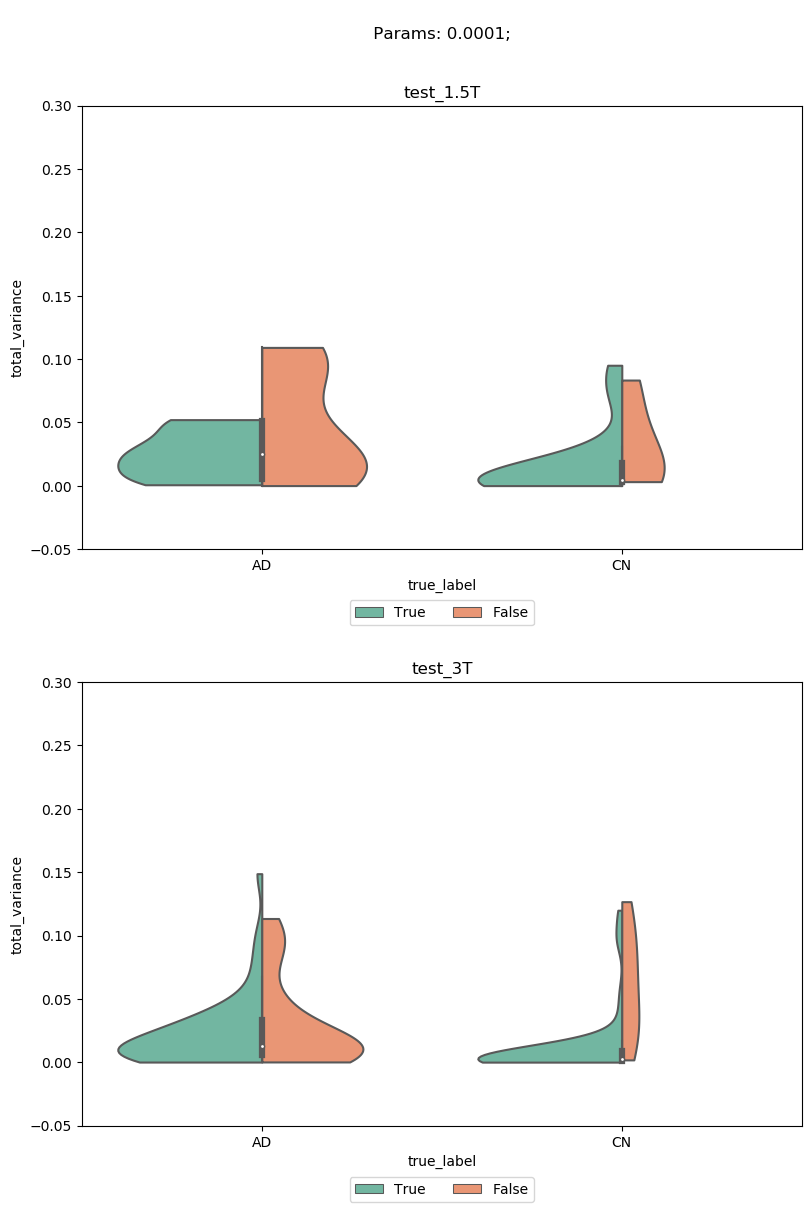 Params: 0.0001;
test_1.5T
0.30
0.25
0.20
0.15
0.10
0.05
0.00
−0.05
total_variance
AD CN
true_label
True False
test_3T
0.30
0.25
0.20
0.15
0.10
0.05
0.00
−0.05
total_variance
AD CN
true_label
True False